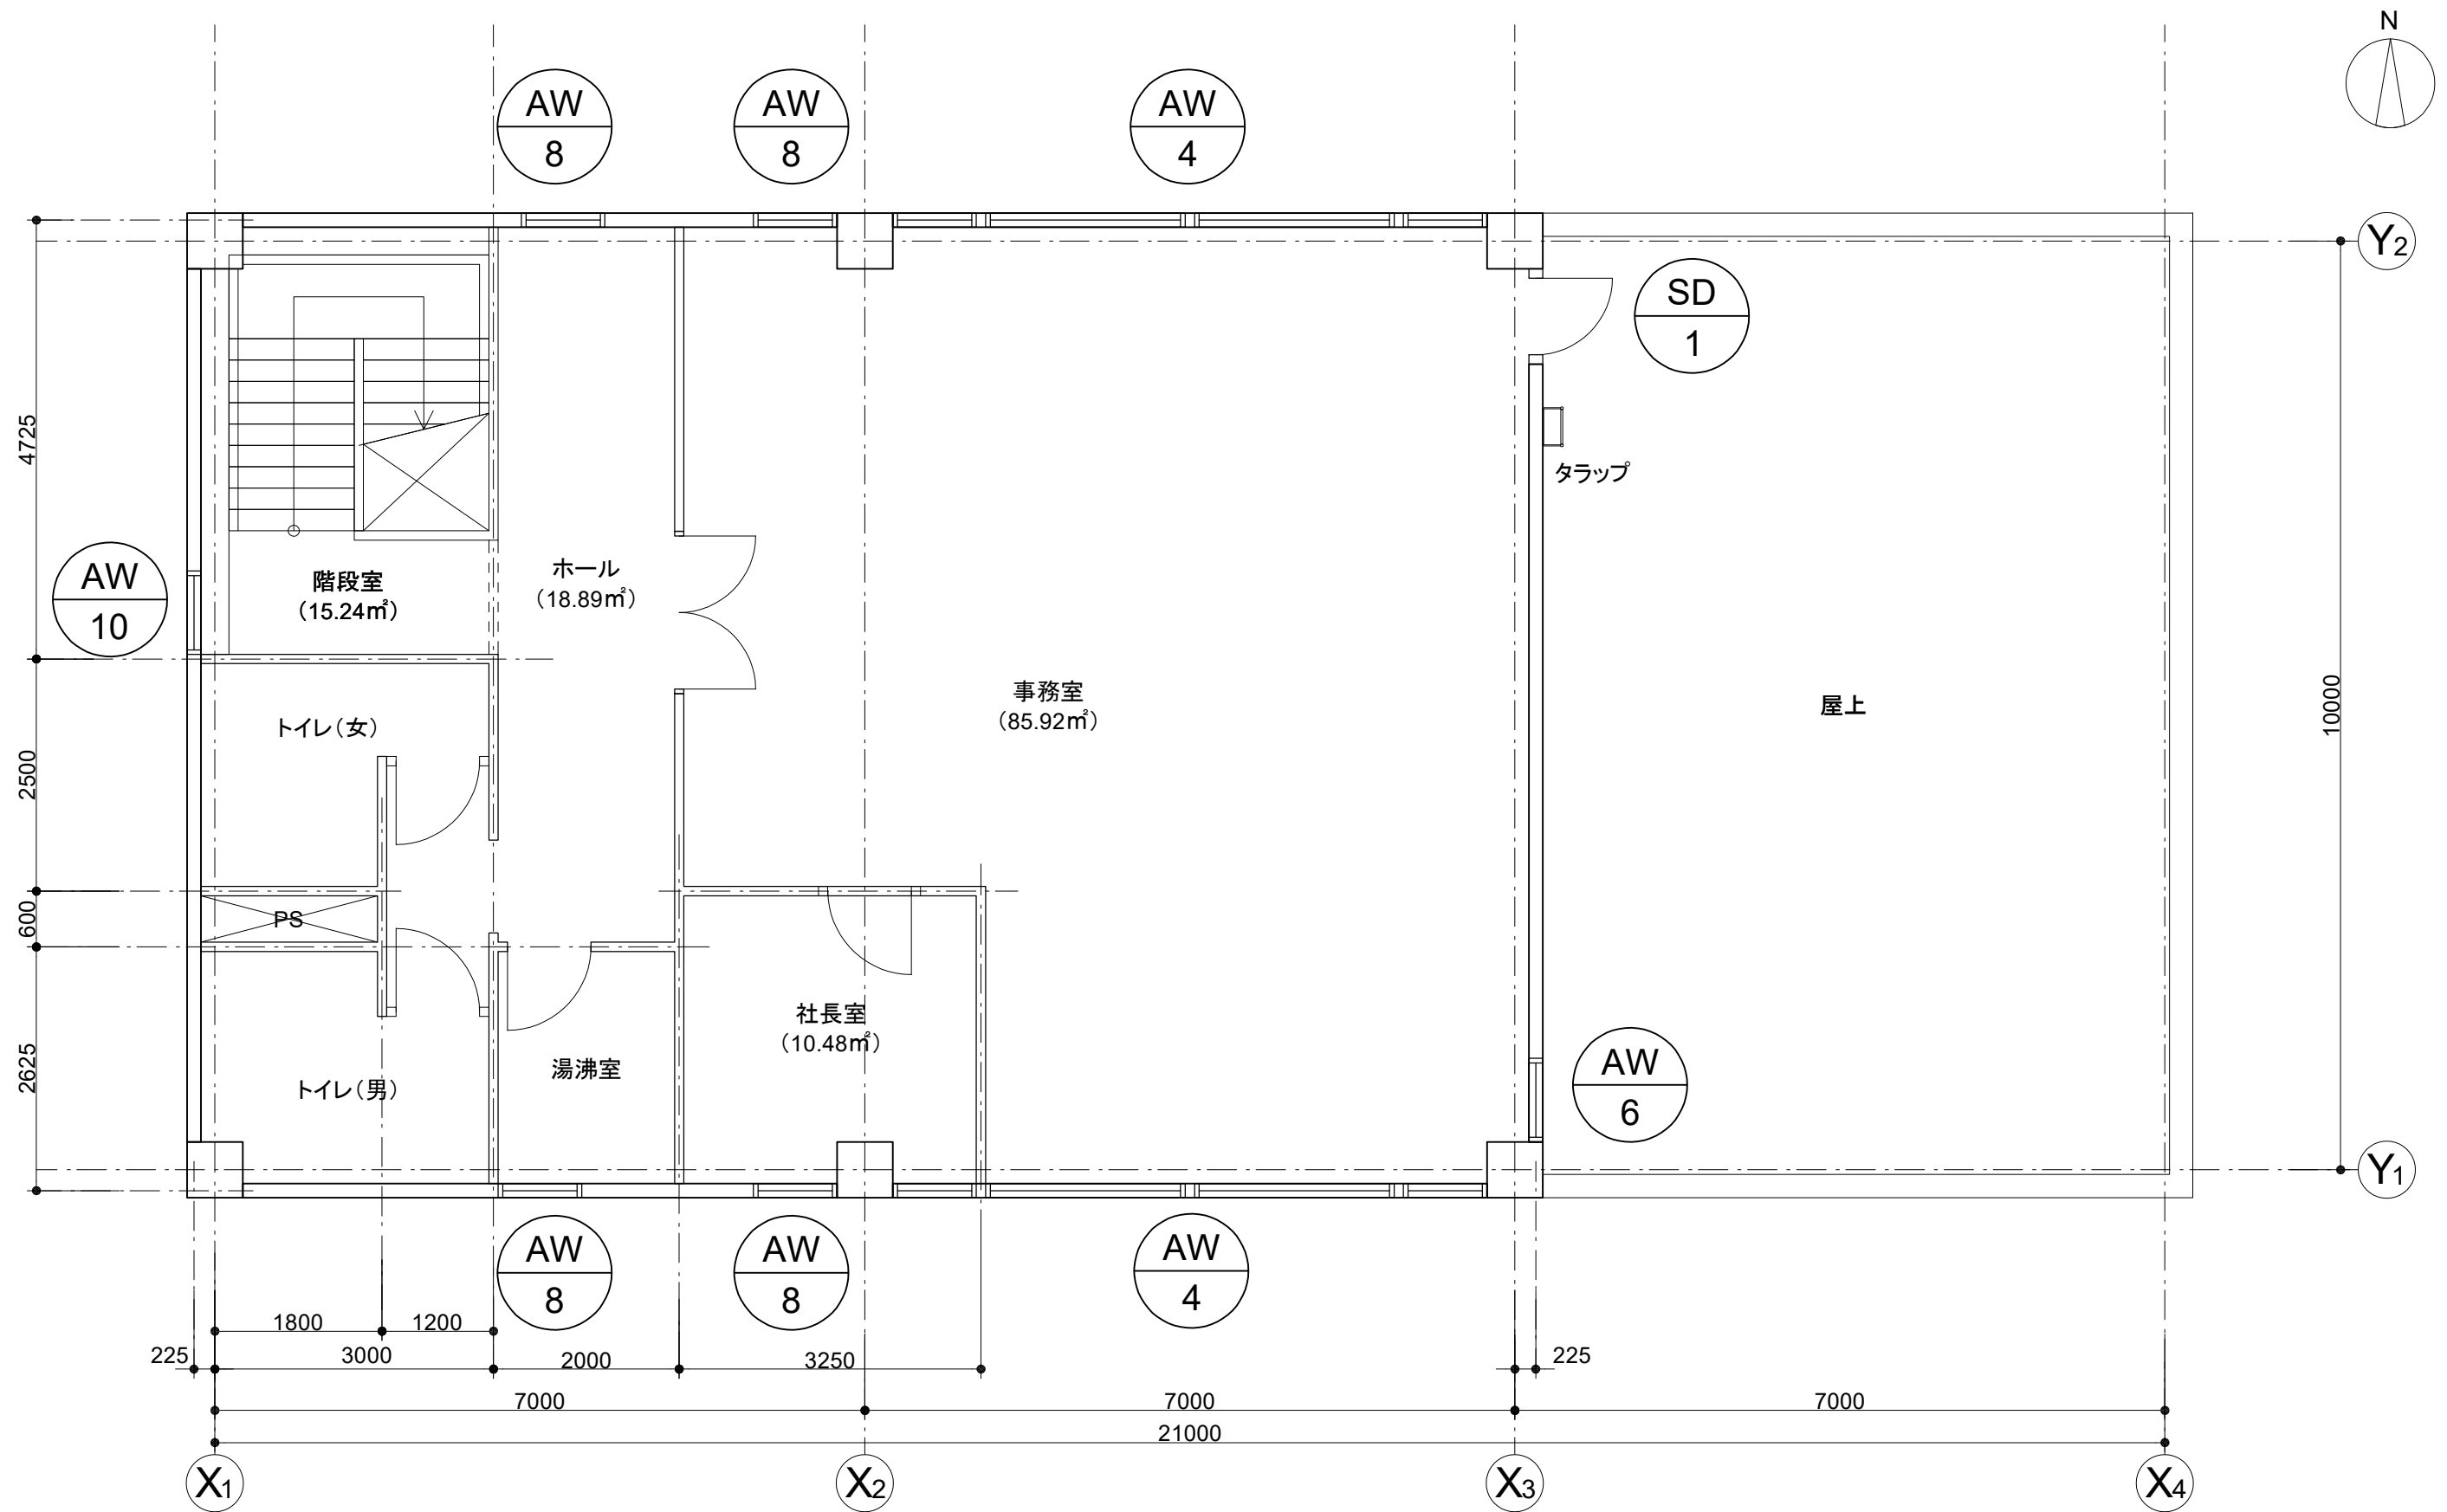 N
AW
8
AW
8
AW
4
Y2
SD
1
4725
タラップ
AW
10
階段室
（15.24㎡）
ホール
（18.89㎡）
事務室
（85.92㎡）
屋上
10000
トイレ（女）
2500
PS
600
社長室
（10.48㎡）
2625
湯沸室
トイレ（男）
AW
6
Y1
AW
8
AW
8
AW
4
1800
1200
225
3000
2000
3250
225
7000
7000
7000
21000
X1
X2
X3
X4